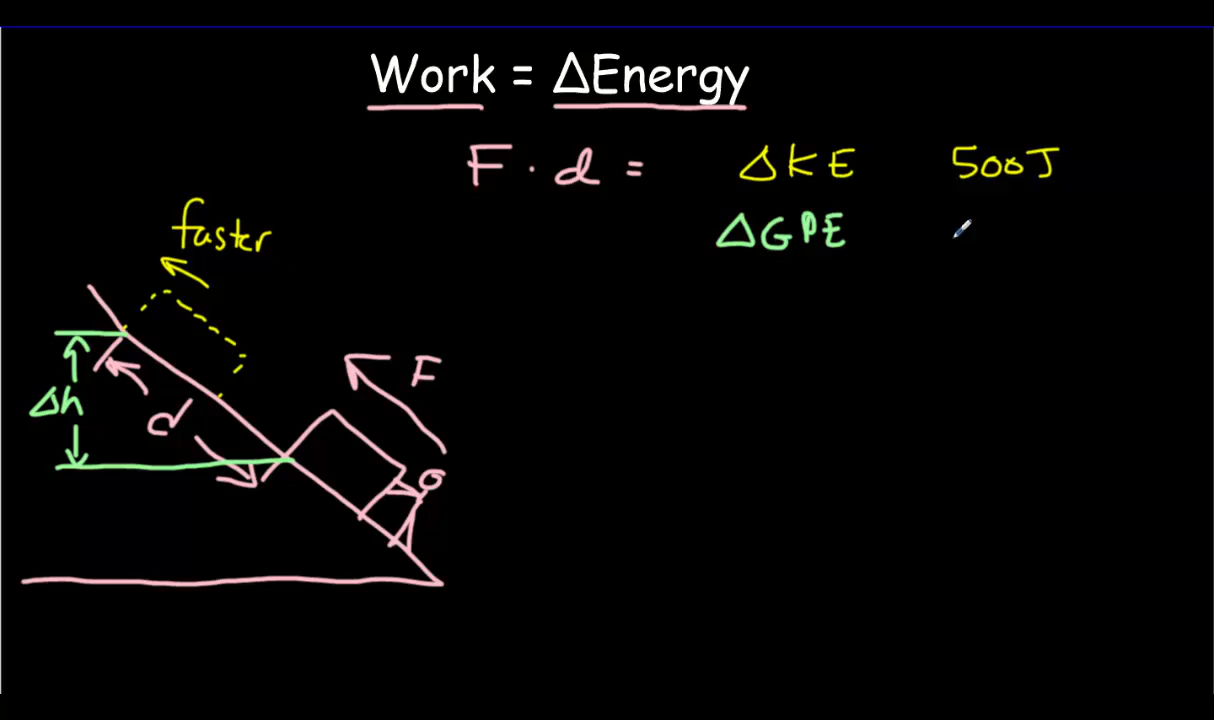 Work = ΔEnergy
F · d = ΔKE 500J
ΔGPE
faster
F
Δh
d